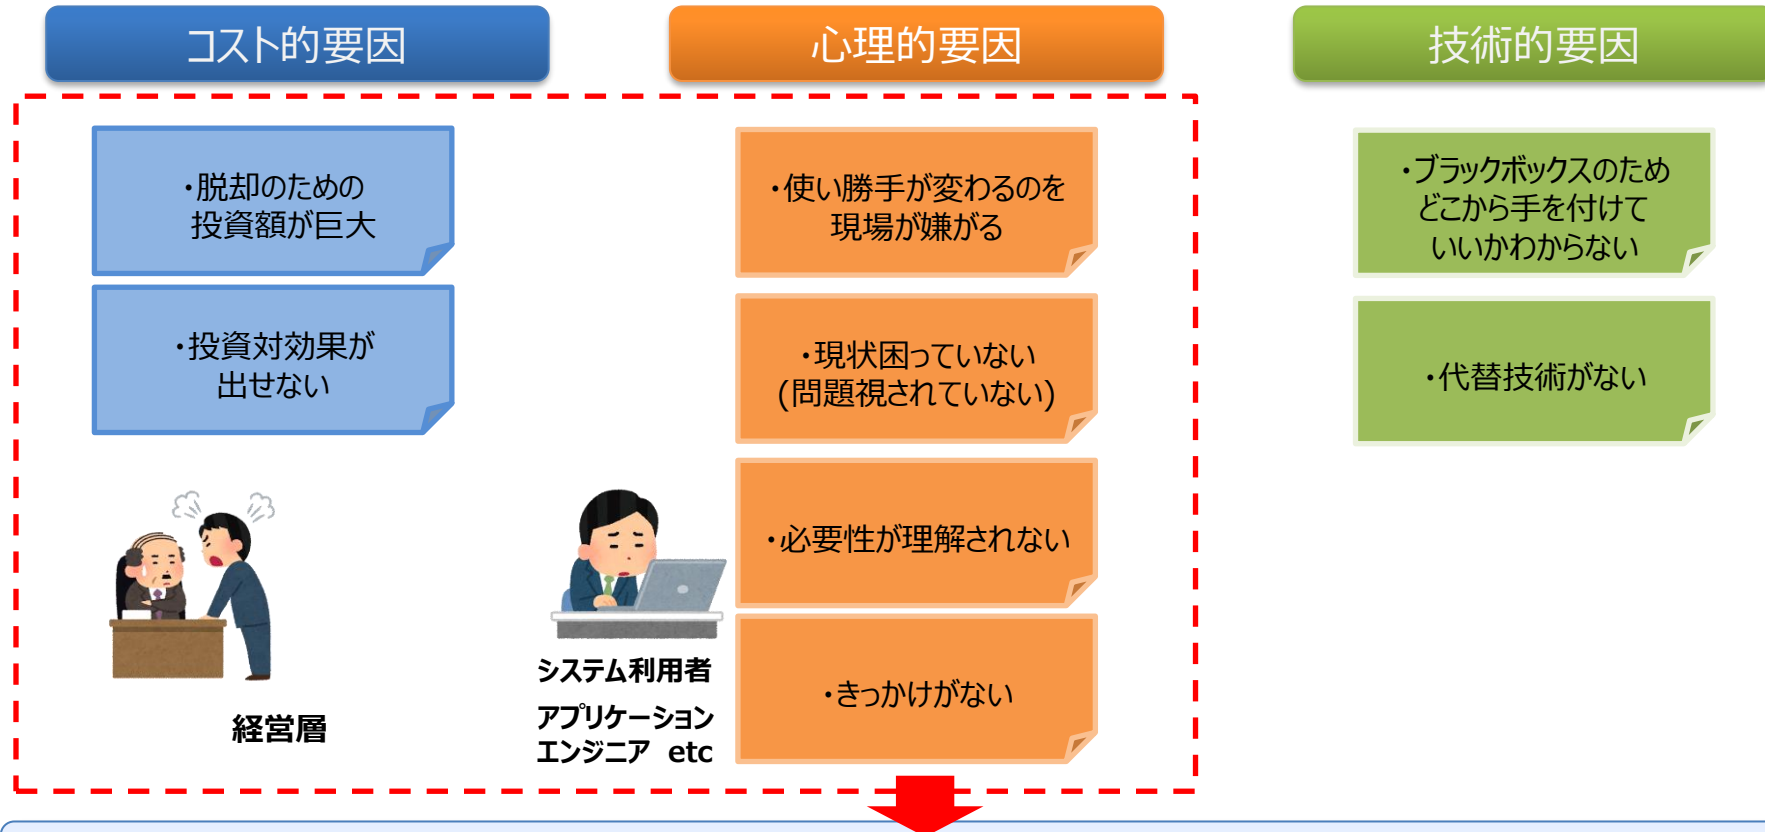 コスト的要因
心理的要因
技術的要因
・脱却のための
投資額が巨大
・投資対効果が
出せない
経営層
・使い勝手が変わるのを
現場が嫌がる
・現状困っていない
(問題視されていない)
・必要性が理解されない
・きっかけがない
システム利用者
アプリケーション
エンジニア etc
・ブラックボックスのため
どこから手を付けて
いいかわからない
・代替技術がない